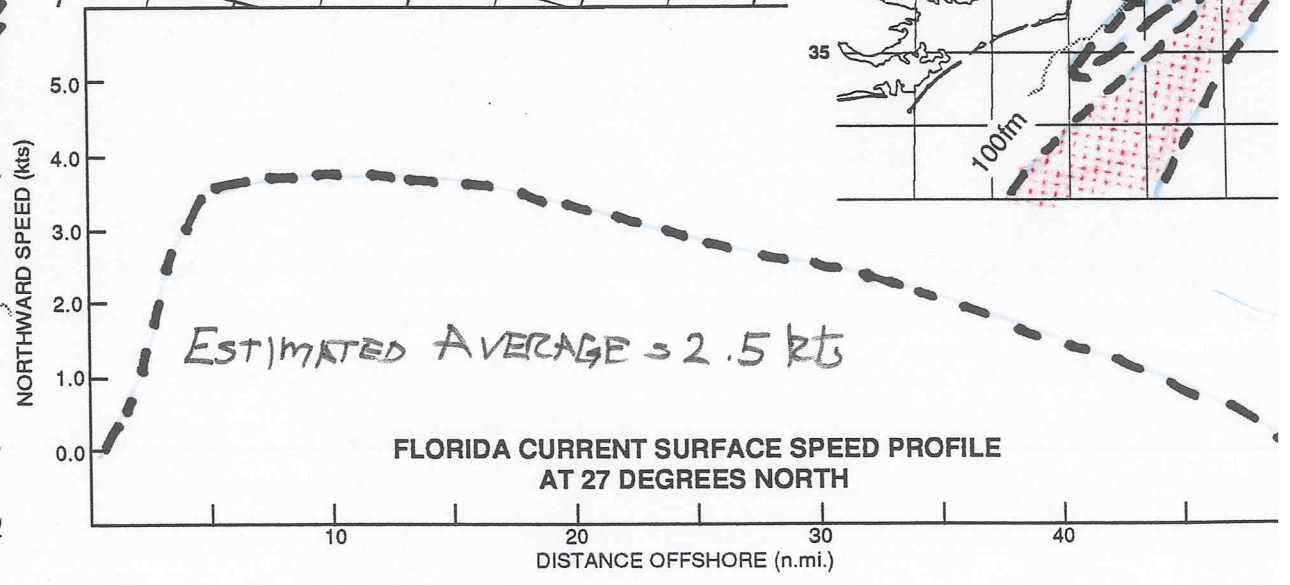 5.0
4.0
3.0
2.0
1.0
0.0
NORTHWARD SPEED (kts)
35
100fm
ESTIMATED AVERAGE = 2.5 kts
FLORIDA CURRENT SURFACE SPEED PROFILE
AT 27 DEGREES NORTH
10 20 30 40
DISTANCE OFFSHORE (n.mi.)